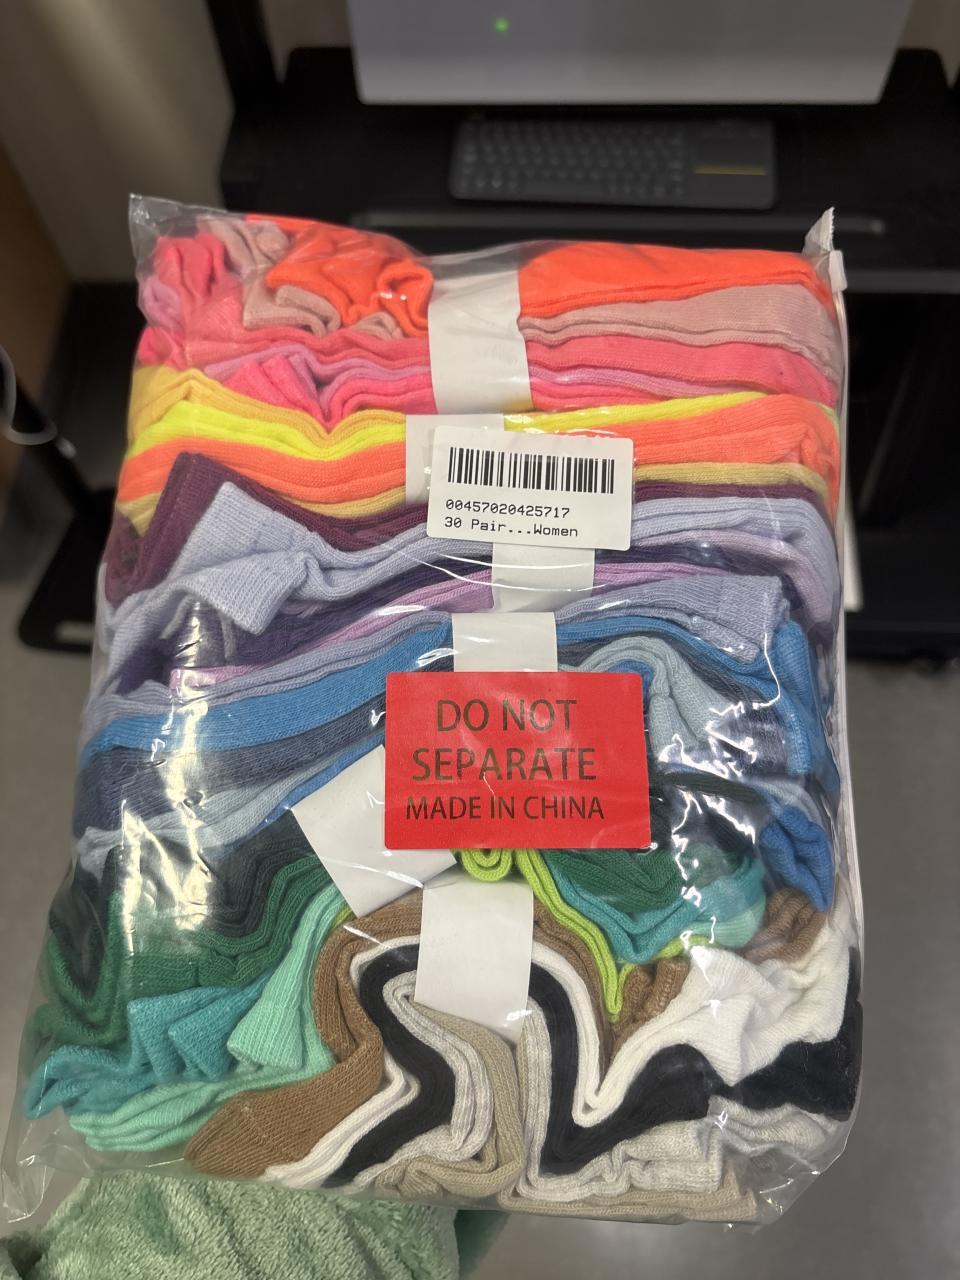 00457020425717
30 Pair...Women
DO NOT
SEPARATE
MADE IN CHINA